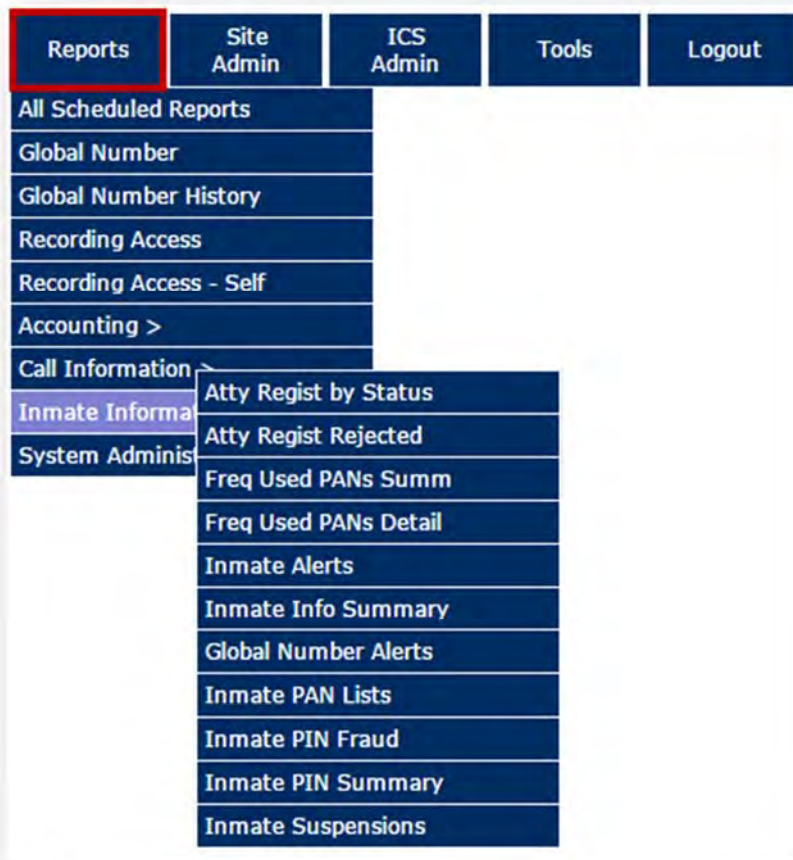 Reports
Site
Admin
ICS
Admin
Tools
Logout
All Scheduled Reports
Global Number
Global Number History
Recording Access
Recording Access - Self
Accounting >
Call Information >
Inmate
System
Atty Regist by Status
Atty Regist Rejected
Freq Used PANs Summ
Freq Used PANs Detail
Inmate Alerts
Inmate Info Summary
Global Number Alerts
Inmate PAN Lists
Inmate PIN Fraud
Inmate PIN Summary
Inmate Suspensions